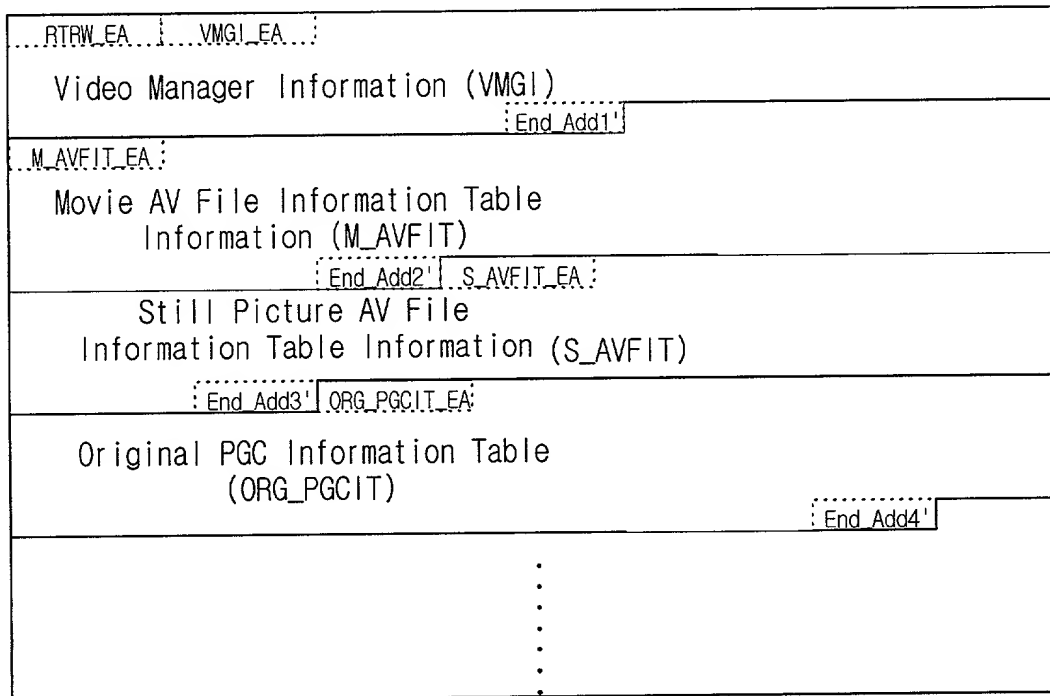 RTRW_EA VMGI_EA
Video Manager Information (VMGI)
End_Add1'
M_AVFIT_EA
Movie AV File Information Table
Information (M_AVFIT)
End_Add2' S_AVFIT_EA
Still Picture AV File
Information Table Information (S_AVFIT)
End_Add3' ORG_PGCIT_EA
Original PGC Information Table
(ORG_PGCIT)
End_Add4'